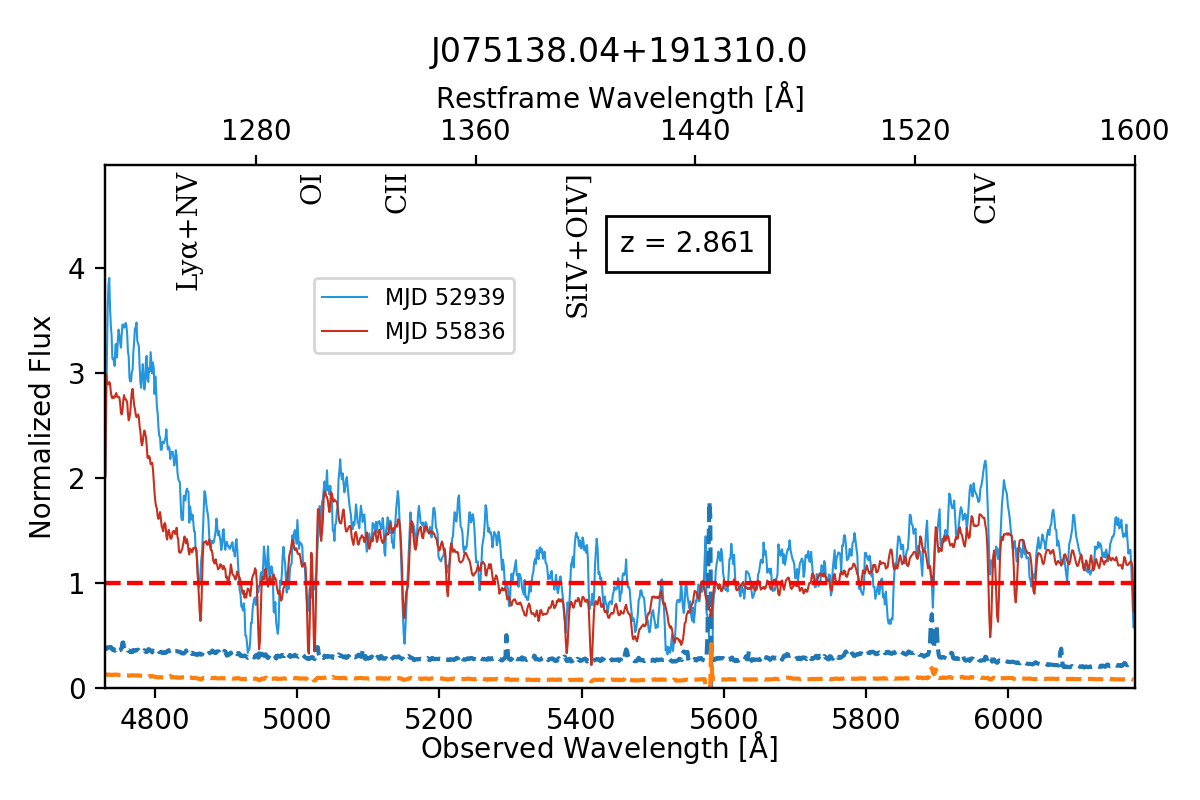 J075138.04+191310.0
Restframe Wavelength [Å]
1280 1360 1440 1520 1600
Lyα+NV
OI
CII
SiIV+OIV]
CIV
z = 2.861
MJD 52939
MJD 55836
Normalized Flux
4
3
2
1
0
4800 5000 5200 5400 5600 5800 6000
Observed Wavelength [Å]